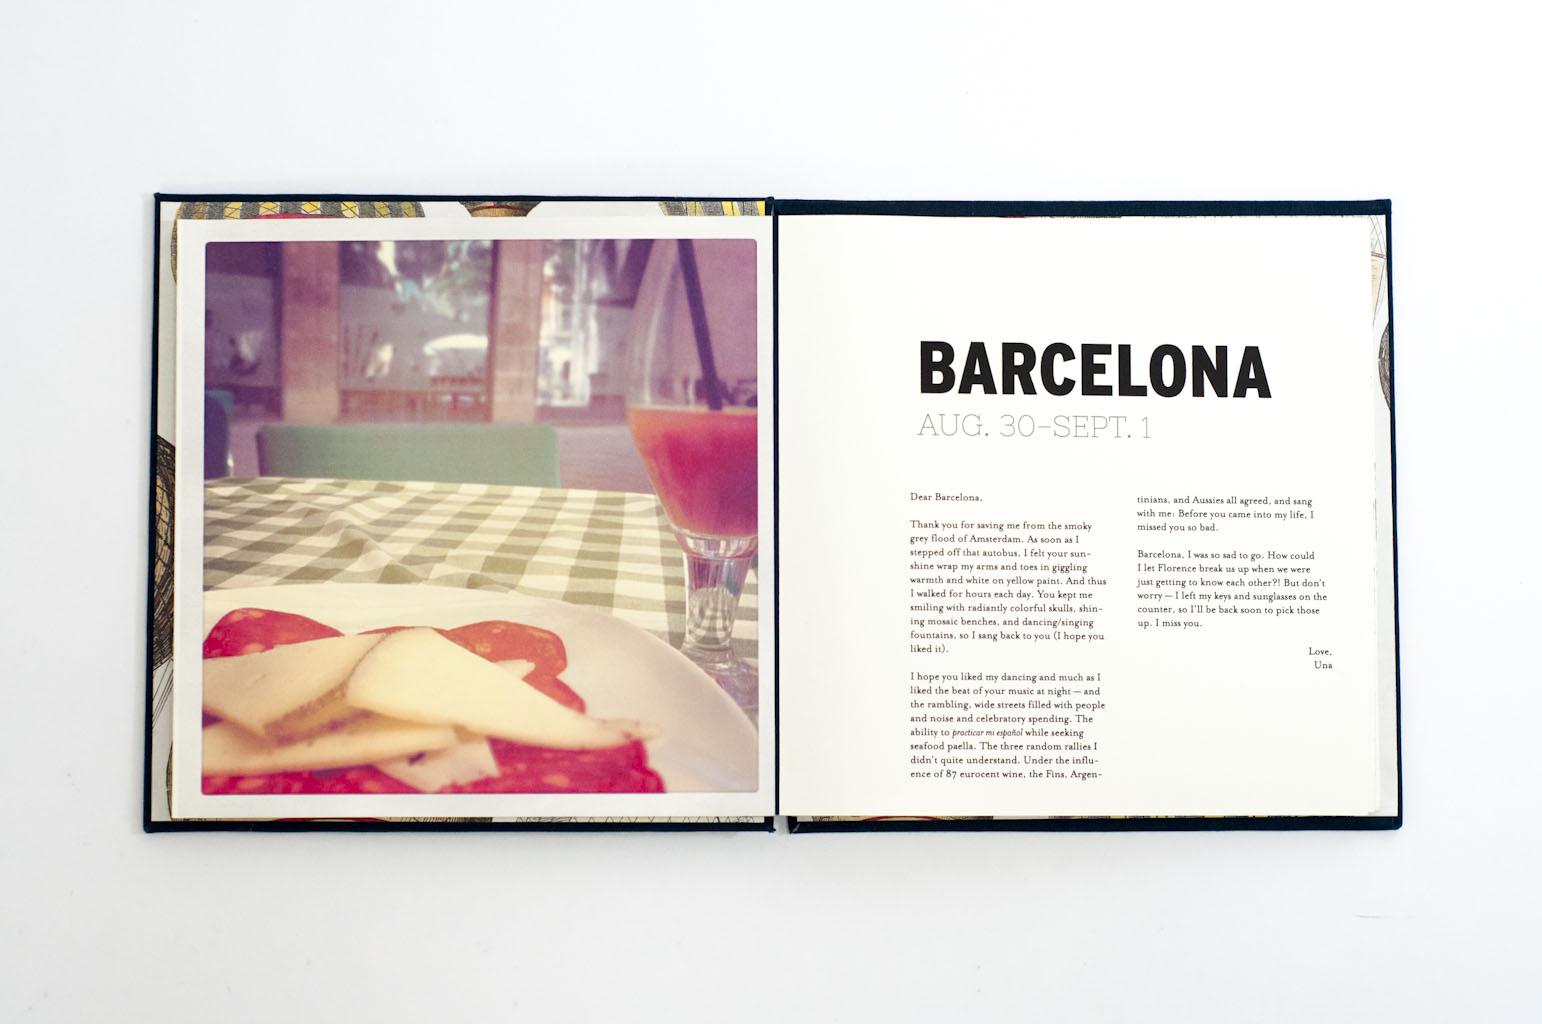 BARCELONA
AUG. 30–SEPT. 1
Dear Barcelona,
Thank you for saving me from the smoky
grey flood of Amsterdam. As soon as I
stepped off that autobus, I felt your sun-
shine wrap my arms and toes in giggling
warmth and white on yellow paint. And thus
I walked for hours each day. You kept me
smiling with radiantly colorful skulls, shin-
ing mosaic benches, and dancing/singing
fountains, so I sang back to you (I hope you
liked it).
I hope you liked my dancing and much as I
liked the beat of your music at night — and
the rambling, wide streets filled with people
and noise and celebratory spending. The
ability to practicar mi español while seeking
seafood paella. The three random rallies I
didn't quite understand. Under the influ-
ence of 87 eurocent wine, the Fins, Argen-
tinians, and Aussies all agreed, and sang
with me: Before you came into my life, I
missed you so bad.
Barcelona, I was so sad to go. How could
I let Florence break us up when we were
just getting to know each other?! But don't
worry — I left my keys and sunglasses on the
counter, so I'll be back soon to pick those
up. I miss you.
Love,
Una